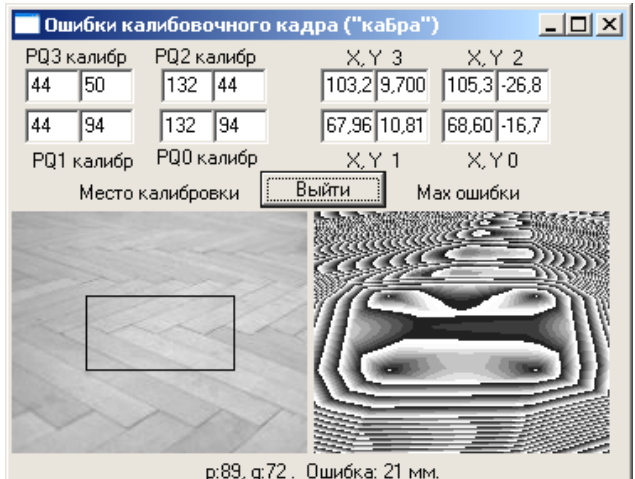 Ошибки калибовочного кадра ("каБра")
PQ3 калибр PQ2 калибр X, Y 3 X, Y 2
44 50 132 44 103,2 9,700 105,3 -26,8
44 94 132 94 67,96 10,81 68,60 -16,7
PQ1 калибр PQ0 калибр X, Y 1 X, Y 0
Место калибровки Выйти Мах ошибки
p:89, q:72 . Ошибка: 21 мм.